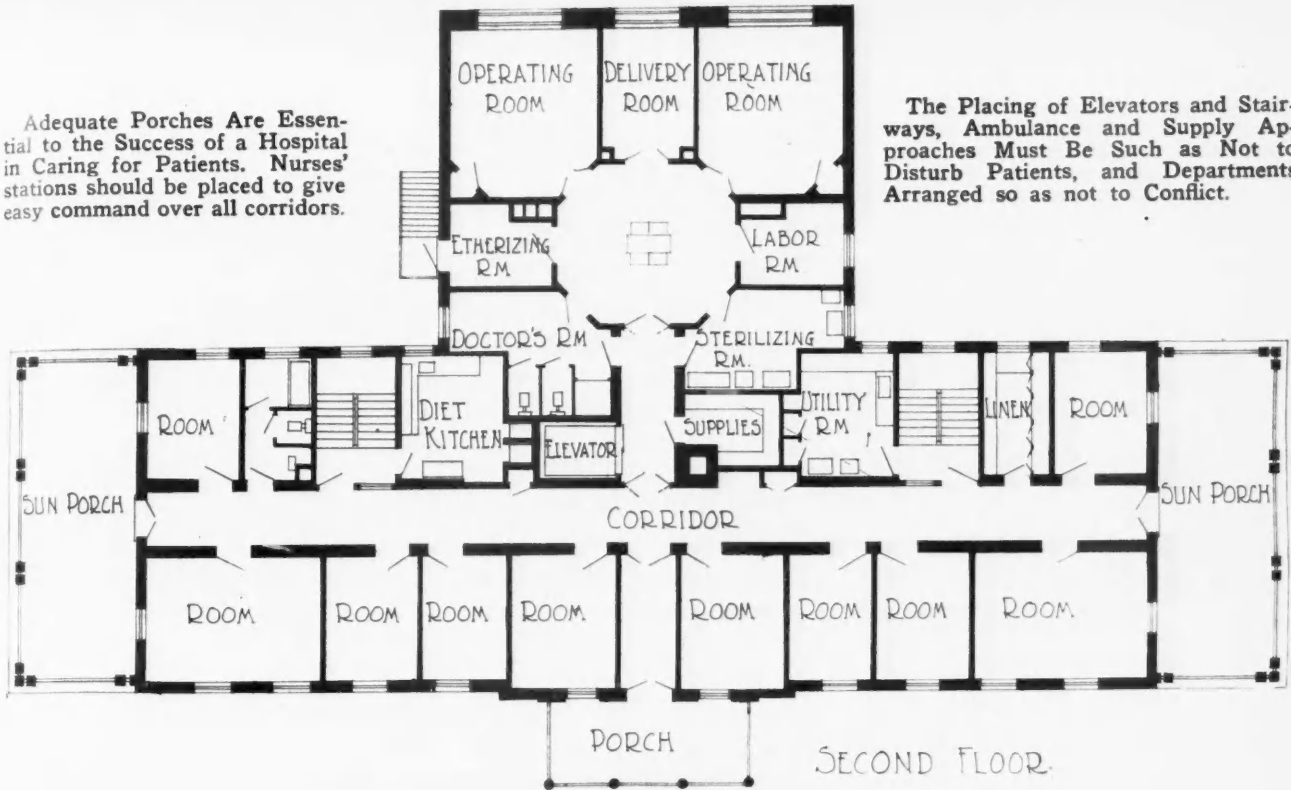 Adequate Porches Are Essen-
tial to the Success of a Hospital
in Caring for Patients. Nurses'
stations should be placed to give
easy command over all corridors.
The Placing of Elevators and Stair-
ways, Ambulance and Supply Ap-
proaches Must Be Such as Not to
Disturb Patients, and Departments
Arranged so as not to Conflict.
OPERATING
ROOM
DELIVERY
ROOM
OPERATING
ROOM
ETHERIZING
RM.
LABOR
RM.
DOCTOR'S RM
STERILIZING
RM.
ROOM
DIET
KITCHEN
ELEVATOR
SUPPLIES
UTILITY
RM
LINEN
ROOM
SUN PORCH
CORRIDOR
SUN PORCH
ROOM
ROOM
ROOM
ROOM
ROOM
ROOM
ROOM
ROOM
PORCH
SECOND FLOOR.